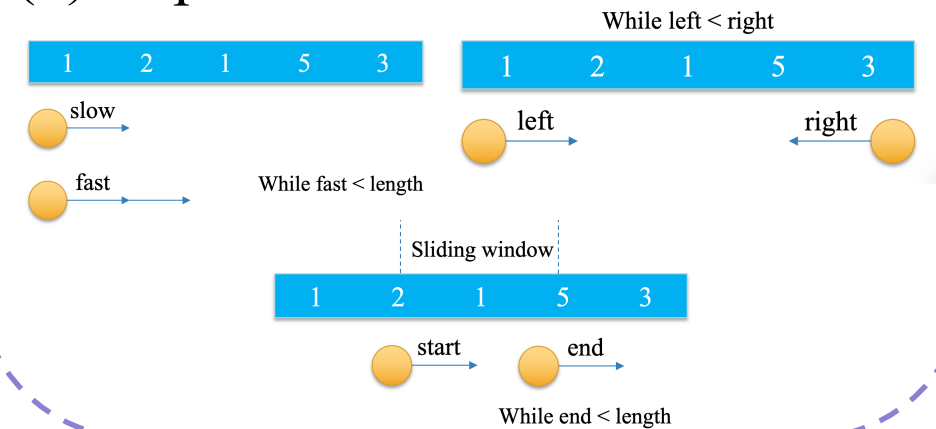 While left < right
1 2 1 5 3
slow
fast
While fast < length
1 2 1 5 3
left
right
Sliding window
1 2 1 5 3
start
end
While end < length